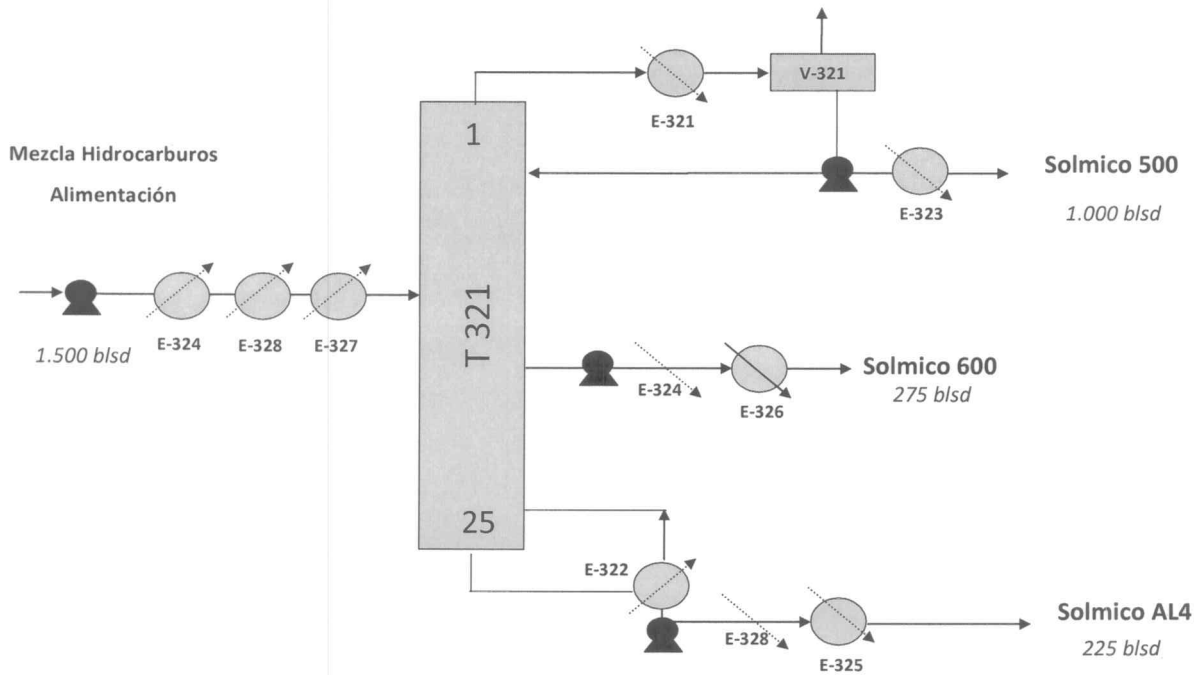 V-321
E-321
1
Mezcla Hidrocarburos
Alimentación
Solmico 500
E-323
1.000 blsd
T 321
E-324
E-328
E-327
1.500 blsd
Solmico 600
E-324
275 blsd
E-326
25
E-322
Solmico AL4
E-328
225 blsd
E-325